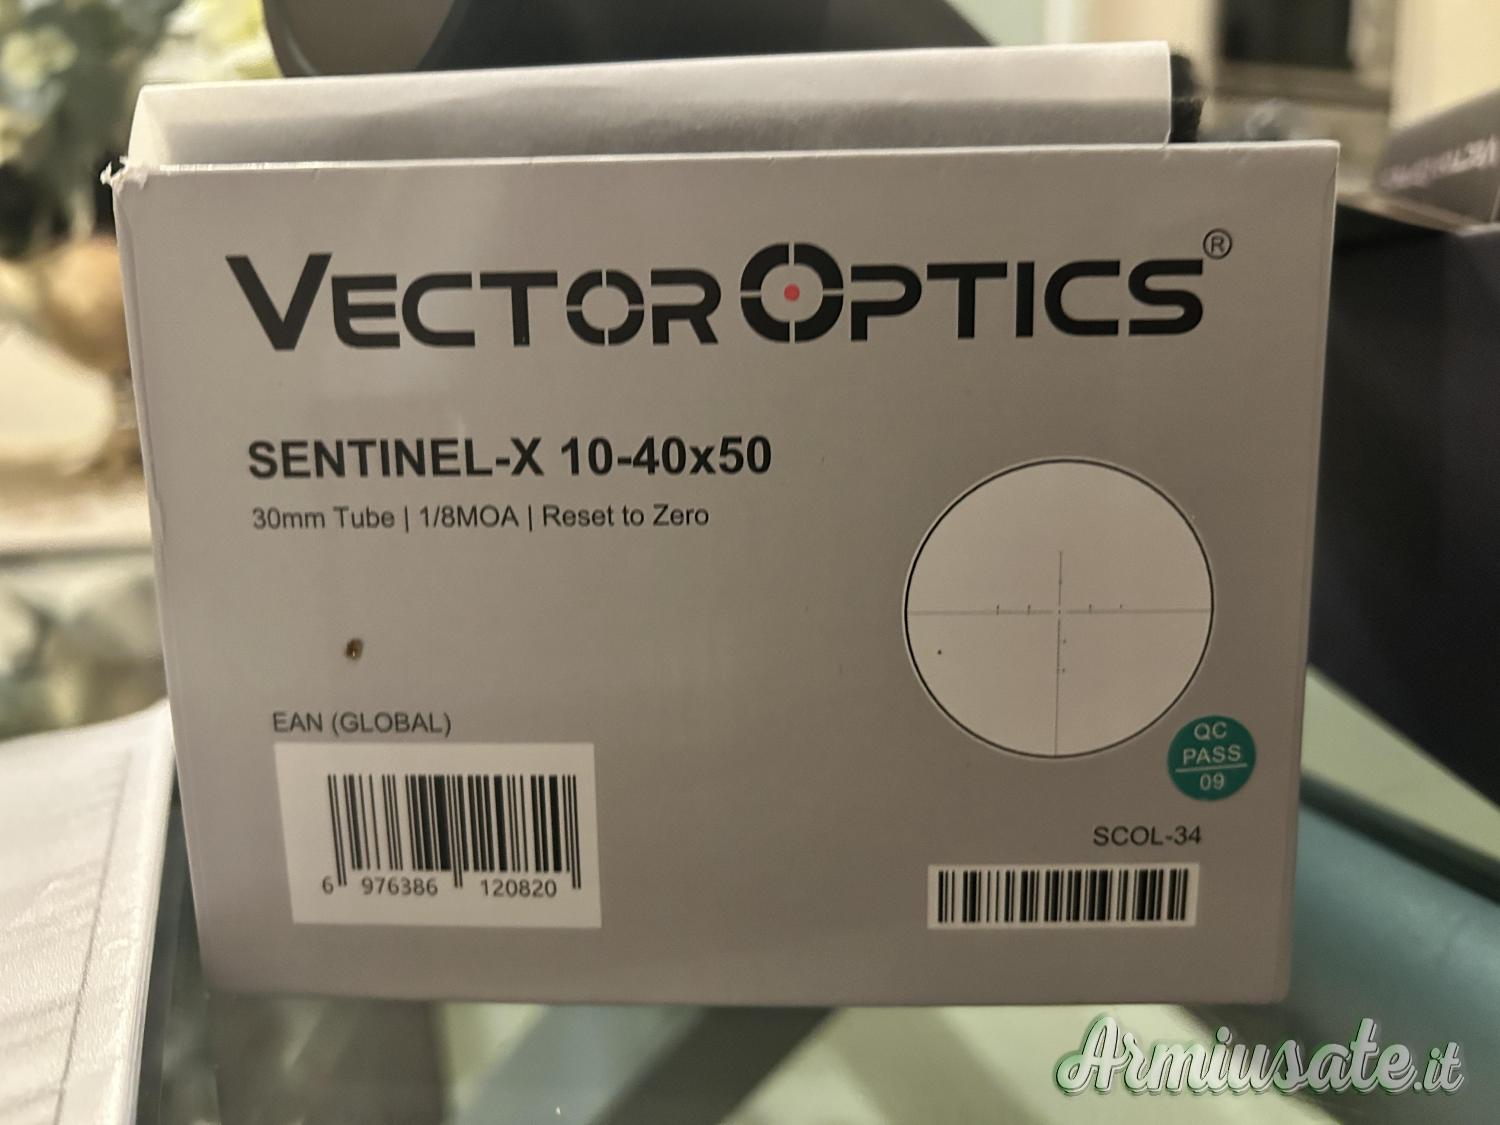 VECTOR OPTICS®
SENTINEL-X 10-40x50
30mm Tube | 1/8MOA | Reset to Zero
EAN (GLOBAL)
6 976386 120820
QC
PASS
09
SCOL-34
Armiusate.it